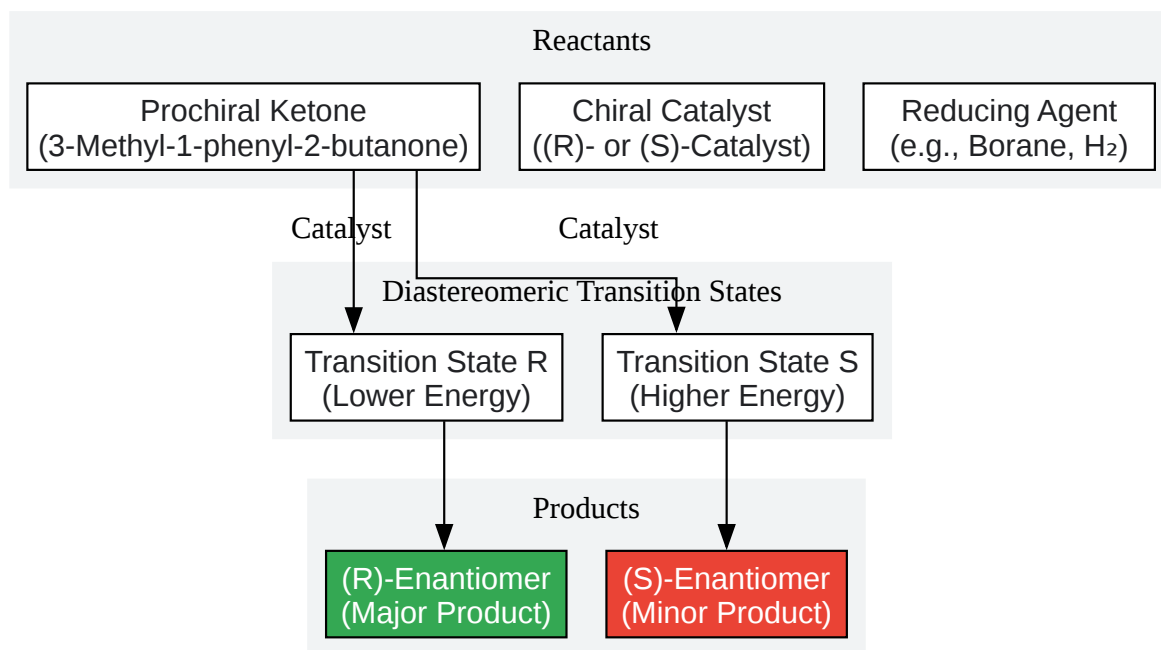 Reactants
Prochiral Ketone
(3-Methyl-1-phenyl-2-butanone)
Chiral Catalyst
((R)- or (S)-Catalyst)
Reducing Agent
(e.g., Borane, H₂)
Catalyst
Catalyst
Diastereomeric Transition States
Transition State R
(Lower Energy)
Transition State S
(Higher Energy)
Products
(R)-Enantiomer
(Major Product)
(S)-Enantiomer
(Minor Product)